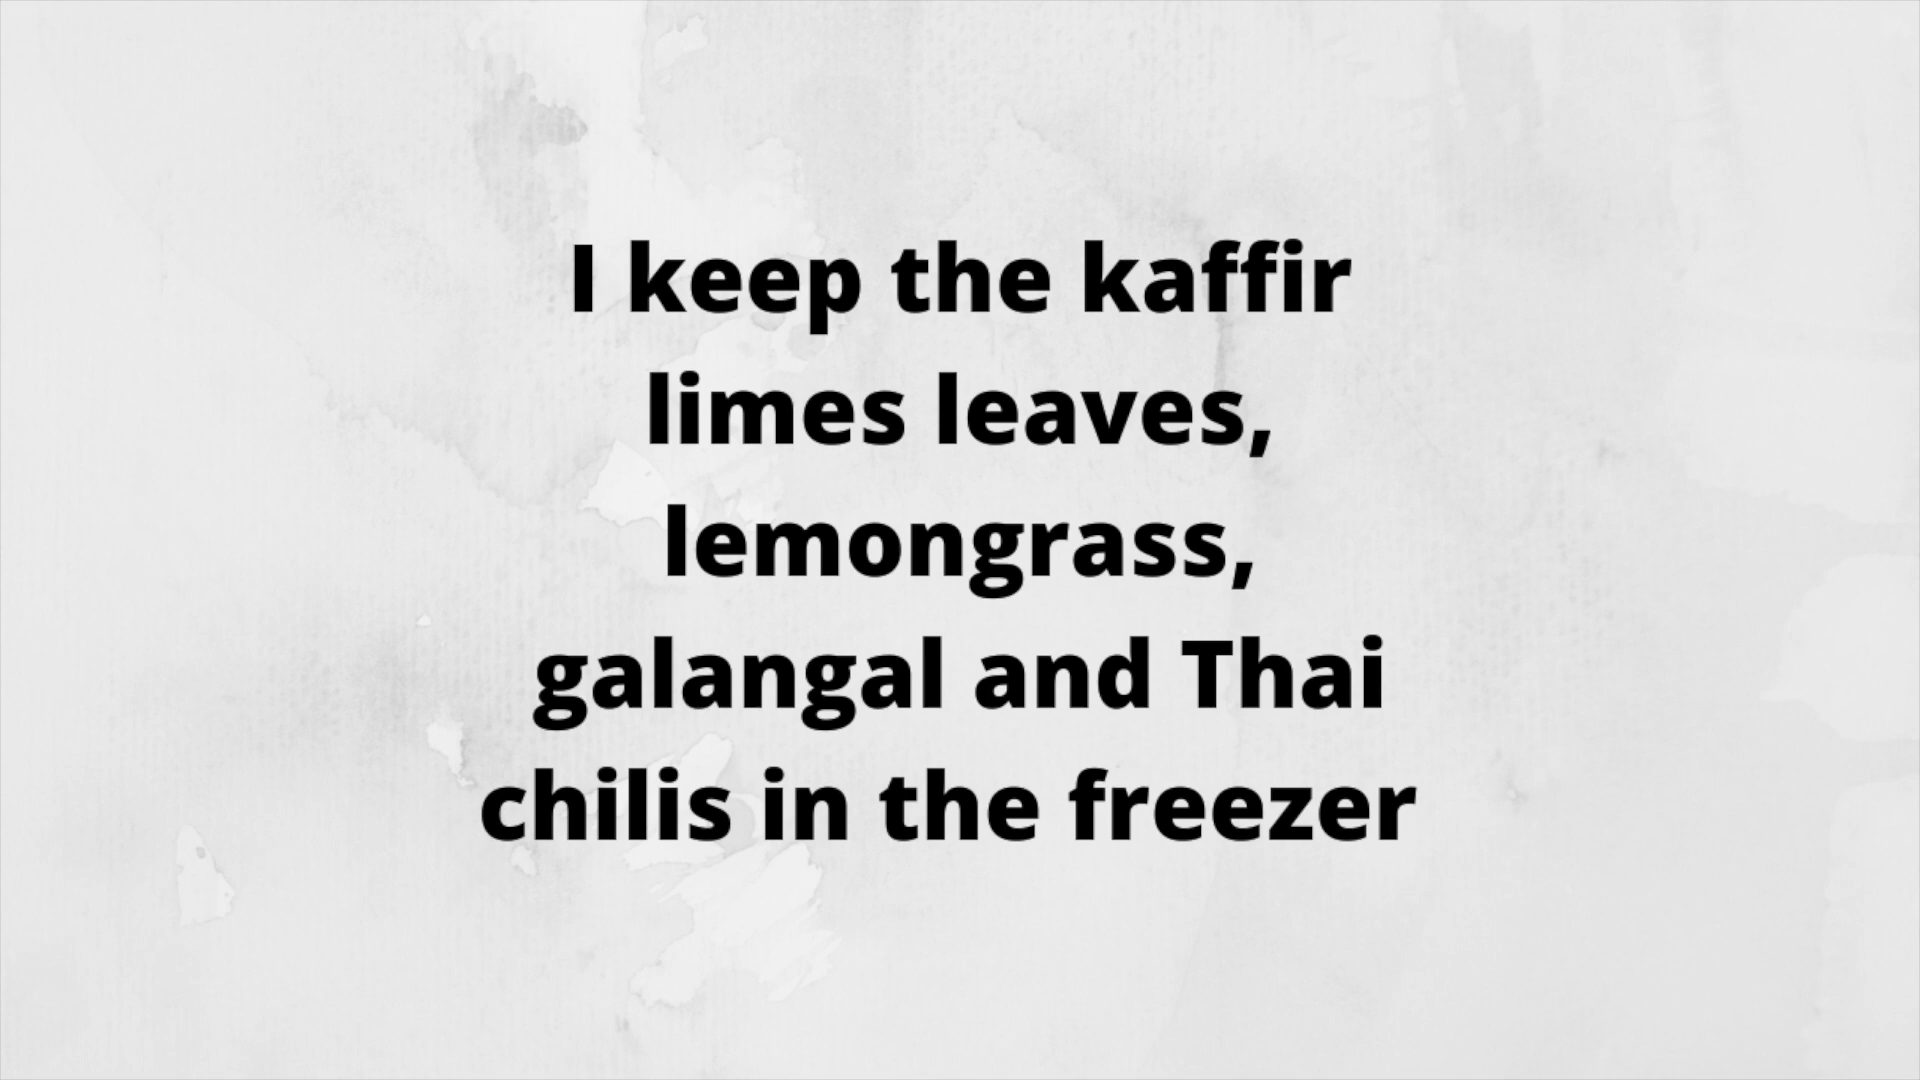 I keep the kaffir
limes leaves,
lemongrass,
galangal and Thai
chilis in the freezer